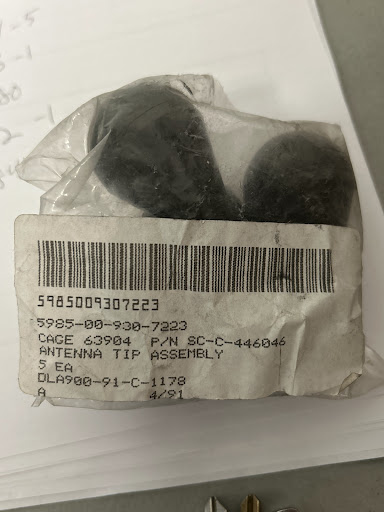 5985009307223
5985-00-930-7223
CAGE 63904 P/N SC-C-446046
ANTENNA TIP ASSEMBLY
5 EA
DLA900-91-C-1178
A 4/91